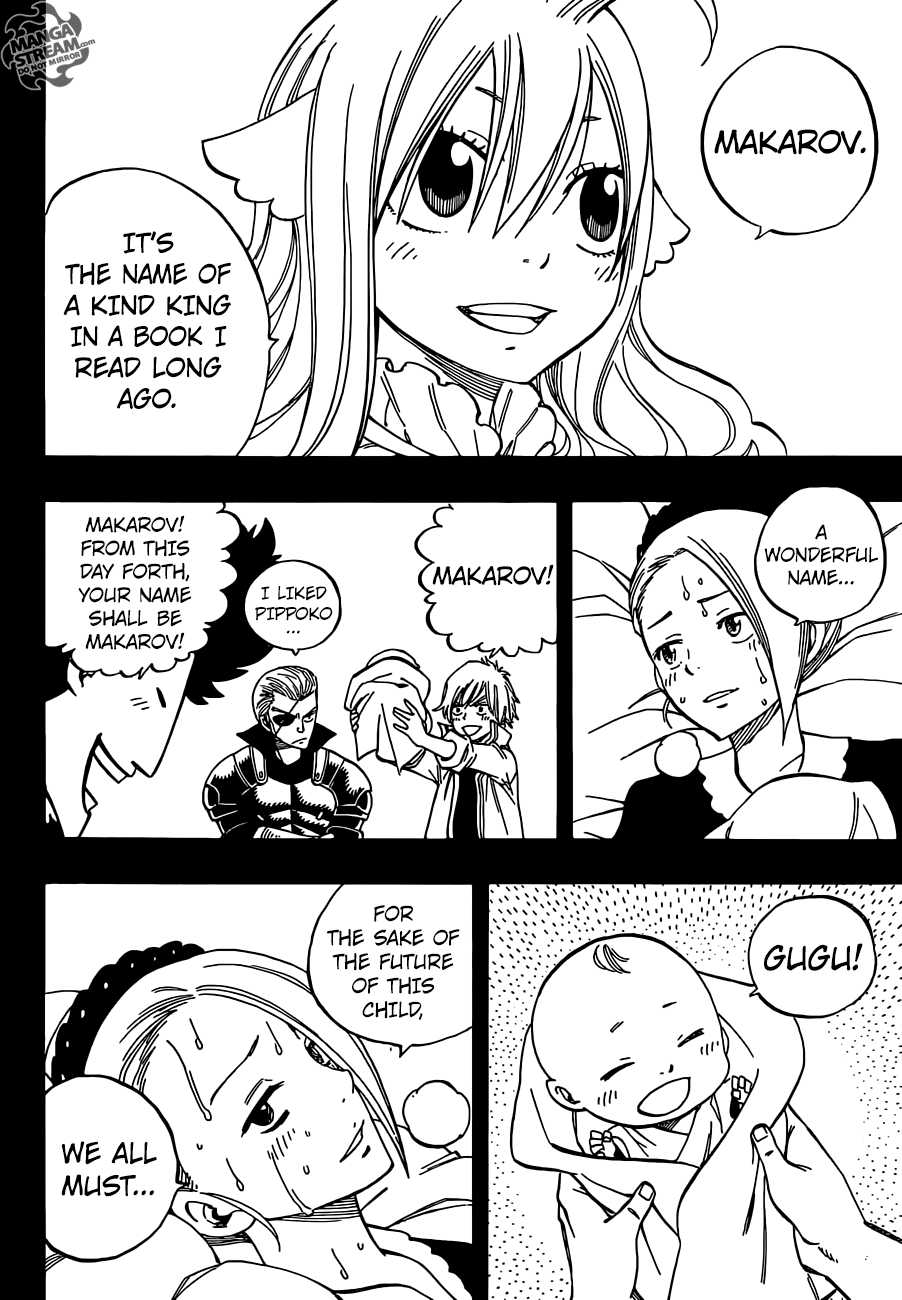 MANGA
STREAM.com
DO NOT MIRROR
MAKAROV.
IT'S
THE NAME OF
A KIND KING
IN A BOOK I
READ LONG
AGO.
A
WONDERFUL
NAME...
MAKAROV!
I LIKED
PIPPOKO
...
MAKAROV!
FROM THIS
DAY FORTH,
YOUR NAME
SHALL BE
MAKAROV!
GUGU!
FOR
THE SAKE OF
THE FUTURE
OF THIS
CHILD,
WE ALL
MUST...